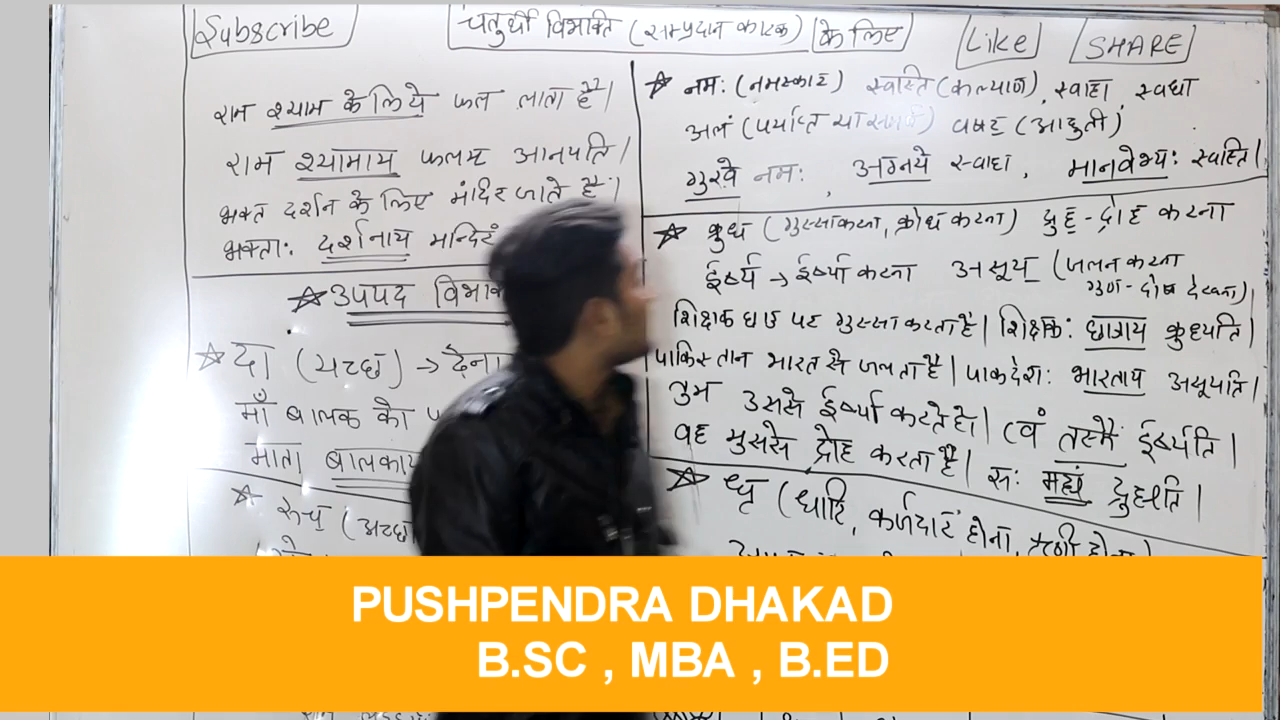 Subscribe
चतुर्थी विभक्ति (सम्प्रदान कारक) के लिए
Like
SHARE
राम श्याम के लिये फल लाता है।
राम श्यामाय फलम आनयति।
भक्त दर्शन के लिए मंदिर जाते हैं।
भक्ताः दर्शनाय मन्दिरं
उपपद
दा (यच्छ) → देना
माँ बालक को
माता बालकाय
रुच्
नमः (नमस्कार) स्वस्ति (कल्याण), स्वाहा, स्वधा
अलं (पर्याप्त या समर्थ) वषट (आहुती)
गुरुवे नमः, अग्नये स्वाहा, मानवेभ्यः स्वस्ति।
क्रुध (गुस्सा करना, क्रोध करना) द्रुह् - द्रोह करना
ईर्ष्य → ईर्ष्या करना असूय (जलन करना
गुण - दोष देखना)
शिक्षक छात्र पर गुस्सा करता है। शिक्षकः छात्राय क्रुध्यति।
पाकिस्तान भारत से जलता है। पाकदेशः भारताय असूयति।
तुम उससे ईर्ष्या करते हो। त्वं तस्मै ईर्ष्यति।
वह मुझसे द्रोह करता है। सः मह्यं द्रुह्यति।
धृ (धारि, कर्जदार होना, ऋणी होना)
PUSHPENDRA DHAKAD
B.SC , MBA , B.ED